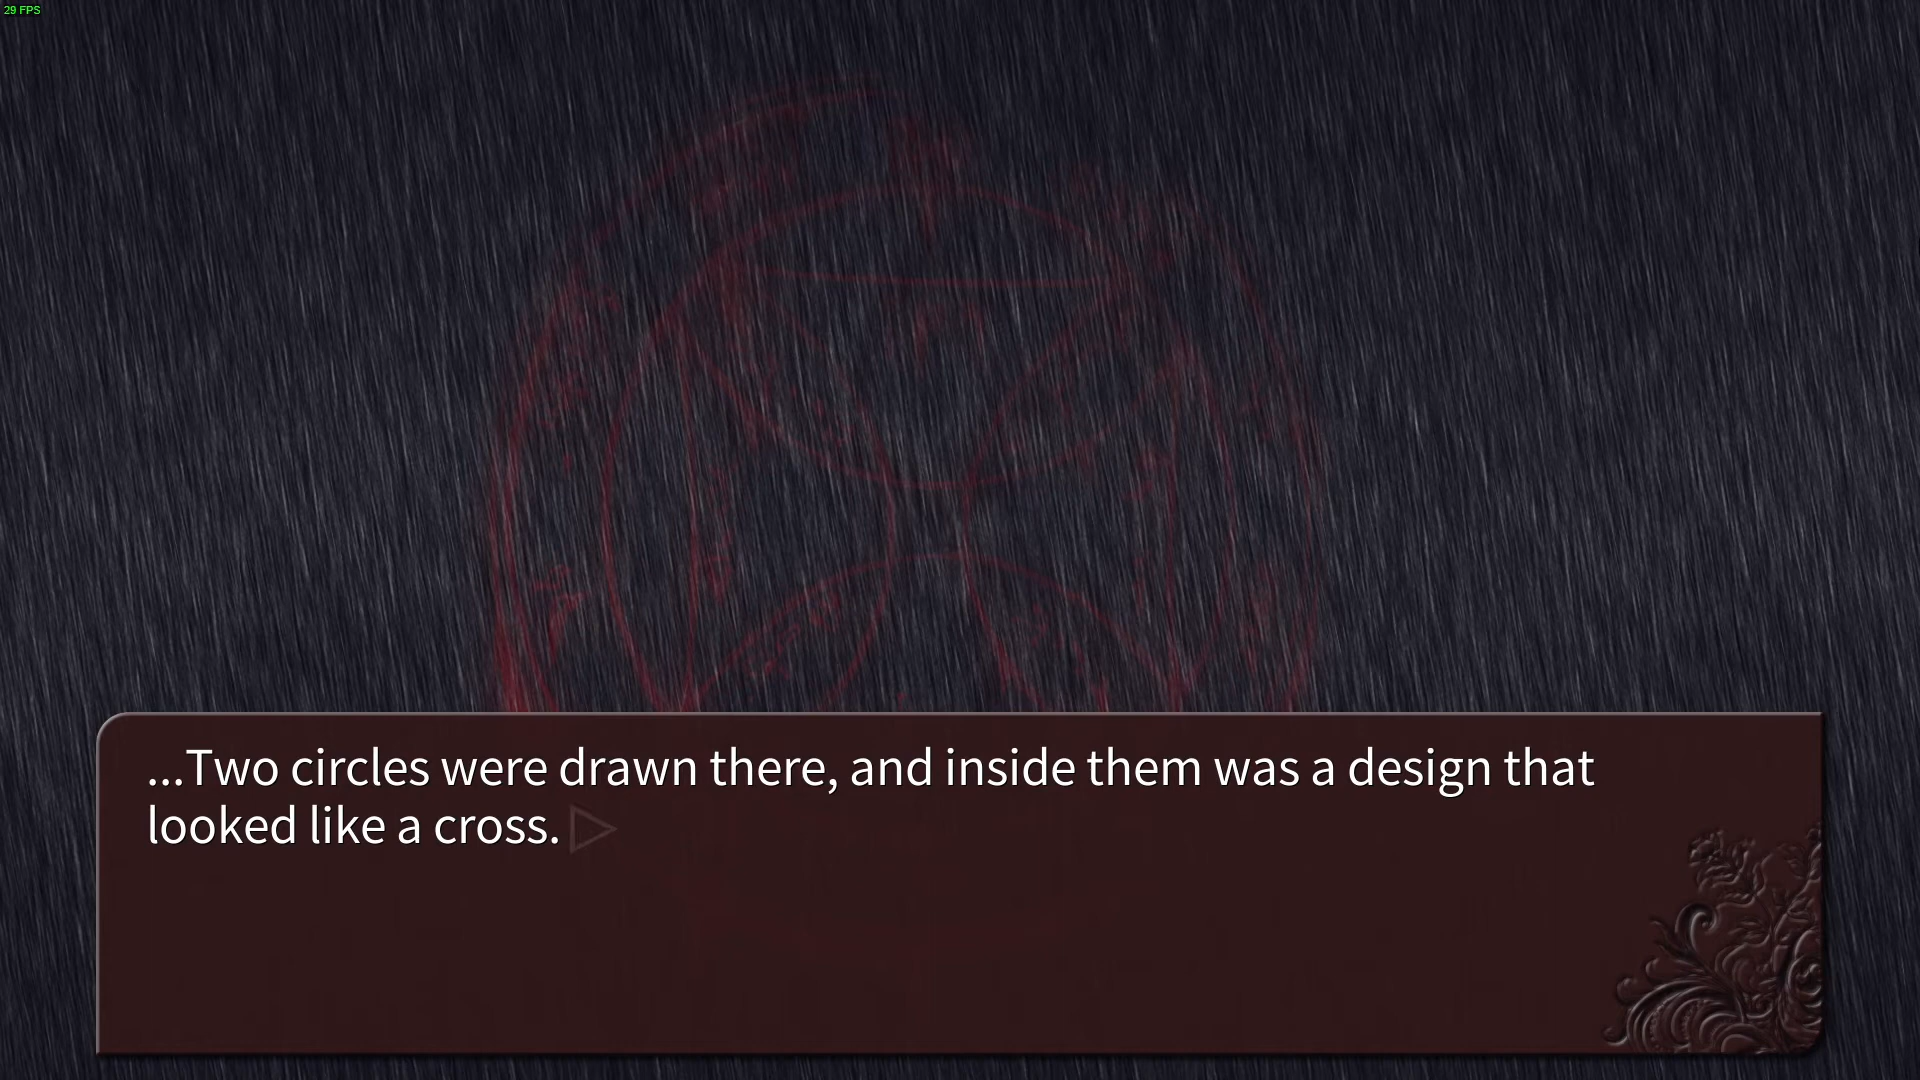 29 FPS
...Two circles were drawn there, and inside them was a design that
looked like a cross.